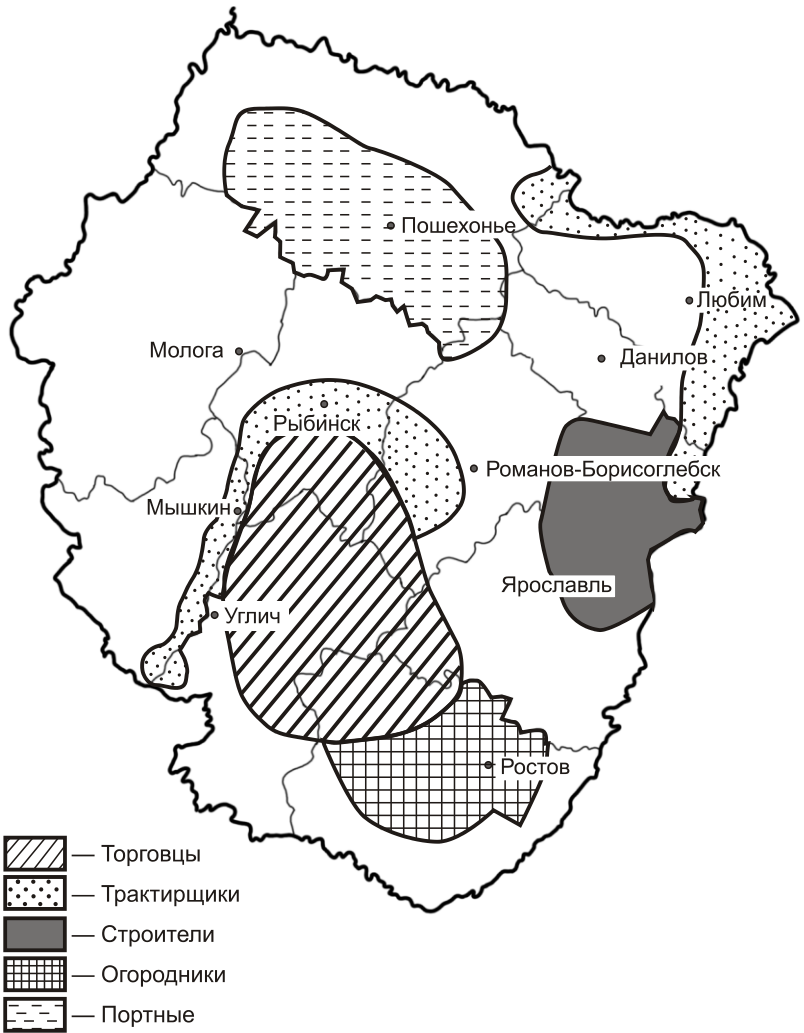 Пошехонье
Любим
Молога
Данилов
Рыбинск
Романов-Борисоглебск
Мышкин
Ярославль
Углич
Ростов
— Торговцы
— Трактирщики
— Строители
— Огородники
— Портные